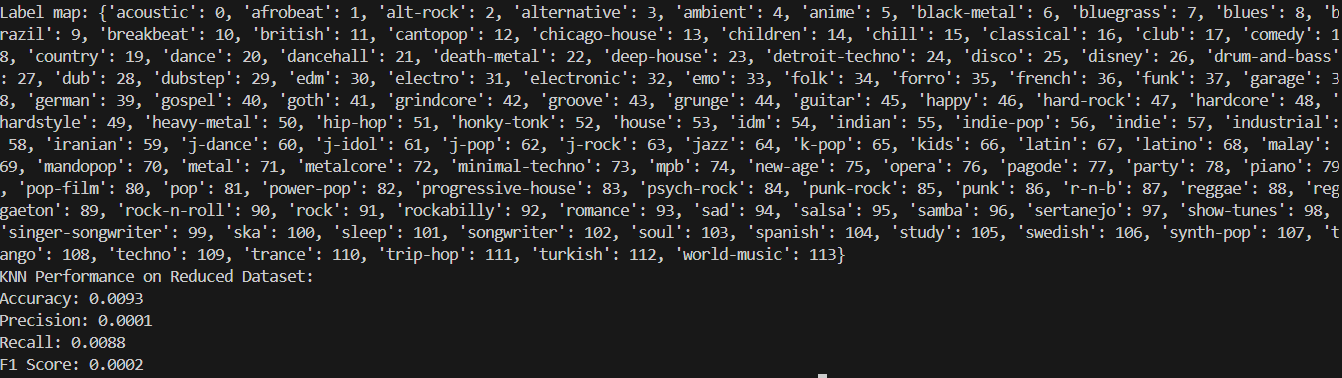 Label map: {'acoustic': 0, 'afrobeat': 1, 'alt-rock': 2, 'alternative': 3, 'ambient': 4, 'anime': 5, 'black-metal': 6, 'bluegrass': 7, 'blues': 8, 'b
razil': 9, 'breakbeat': 10, 'british': 11, 'cantopop': 12, 'chicago-house': 13, 'children': 14, 'chill': 15, 'classical': 16, 'club': 17, 'comedy': 1
8, 'country': 19, 'dance': 20, 'dancehall': 21, 'death-metal': 22, 'deep-house': 23, 'detroit-techno': 24, 'disco': 25, 'disney': 26, 'drum-and-bass'
: 27, 'dub': 28, 'dubstep': 29, 'edm': 30, 'electro': 31, 'electronic': 32, 'emo': 33, 'folk': 34, 'forro': 35, 'french': 36, 'funk': 37, 'garage': 3
8, 'german': 39, 'gospel': 40, 'goth': 41, 'grindcore': 42, 'groove': 43, 'grunge': 44, 'guitar': 45, 'happy': 46, 'hard-rock': 47, 'hardcore': 48, '
hardstyle': 49, 'heavy-metal': 50, 'hip-hop': 51, 'honky-tonk': 52, 'house': 53, 'idm': 54, 'indian': 55, 'indie-pop': 56, 'indie': 57, 'industrial':
58, 'iranian': 59, 'j-dance': 60, 'j-idol': 61, 'j-pop': 62, 'j-rock': 63, 'jazz': 64, 'k-pop': 65, 'kids': 66, 'latin': 67, 'latino': 68, 'malay':
69, 'mandopop': 70, 'metal': 71, 'metalcore': 72, 'minimal-techno': 73, 'mpb': 74, 'new-age': 75, 'opera': 76, 'pagode': 77, 'party': 78, 'piano': 79
, 'pop-film': 80, 'pop': 81, 'power-pop': 82, 'progressive-house': 83, 'psych-rock': 84, 'punk-rock': 85, 'punk': 86, 'r-n-b': 87, 'reggae': 88, 'reg
gaeton': 89, 'rock-n-roll': 90, 'rock': 91, 'rockabilly': 92, 'romance': 93, 'sad': 94, 'salsa': 95, 'samba': 96, 'sertanejo': 97, 'show-tunes': 98,
'singer-songwriter': 99, 'ska': 100, 'sleep': 101, 'songwriter': 102, 'soul': 103, 'spanish': 104, 'study': 105, 'swedish': 106, 'synth-pop': 107, 't
ango': 108, 'techno': 109, 'trance': 110, 'trip-hop': 111, 'turkish': 112, 'world-music': 113}
KNN Performance on Reduced Dataset:
Accuracy: 0.0093
Precision: 0.0001
Recall: 0.0088
F1 Score: 0.0002